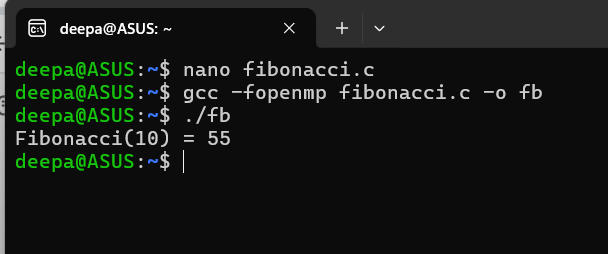 deepa@ASUS: ~
deepa@ASUS:~$ nano fibonacci.c
deepa@ASUS:~$ gcc -fopenmp fibonacci.c -o fb
deepa@ASUS:~$ ./fb
Fibonacci(10) = 55
deepa@ASUS:~$